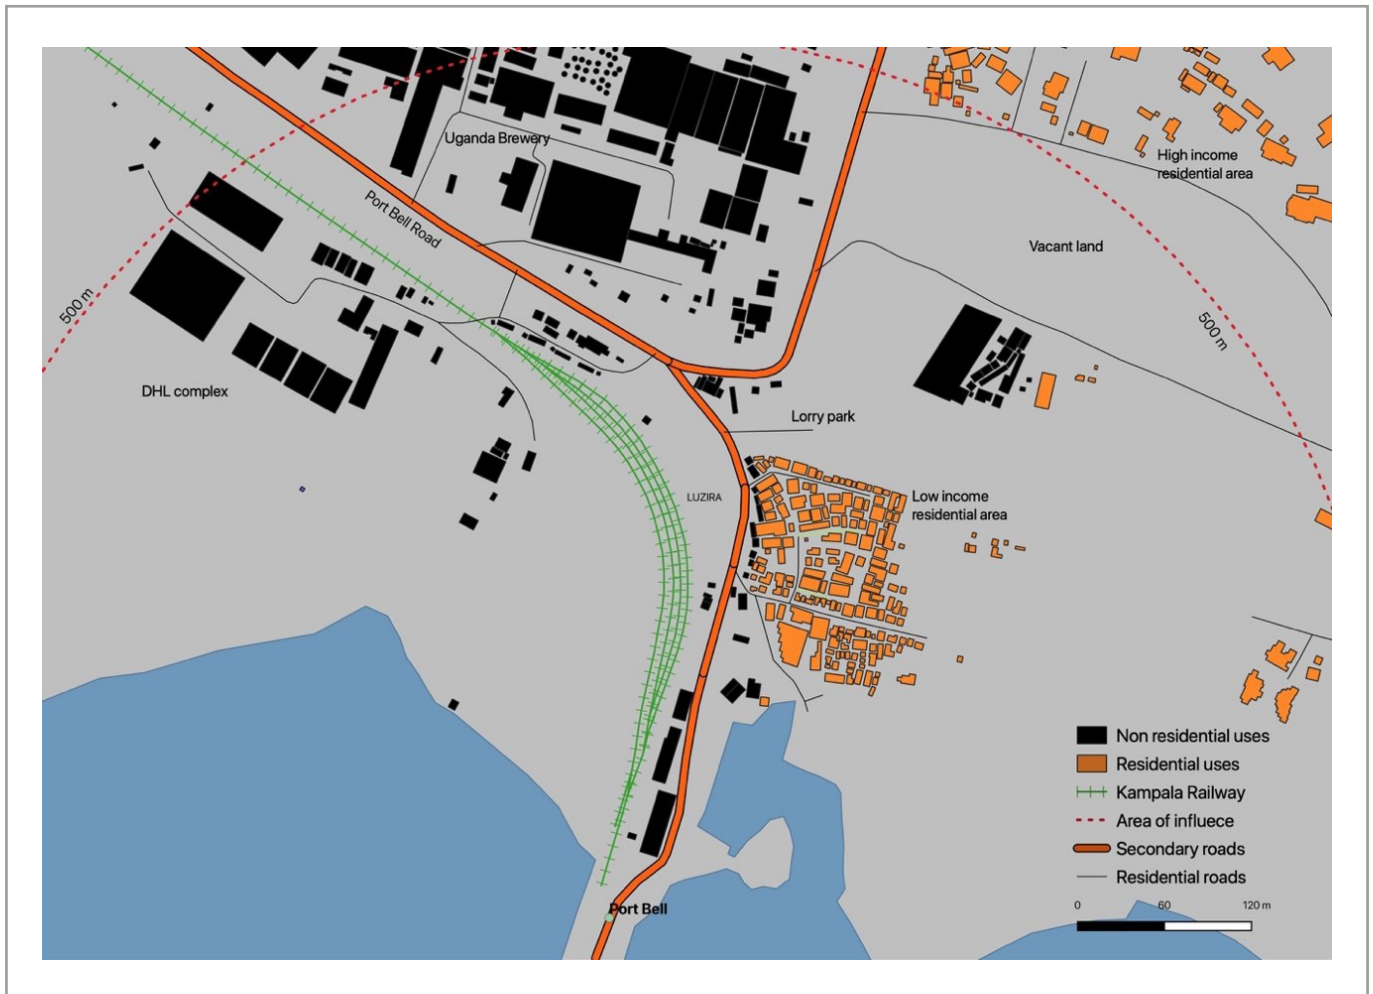 Uganda Brewery
High income
residential area
Port Bell Road
Vacant land
500 m
500 m
DHL complex
Lorry park
LUZIRA
Low income
residential area
Non residential uses
Residential uses
Kampala Railway
Area of influece
Secondary roads
Residential roads
0 60 120 m
Port Bell